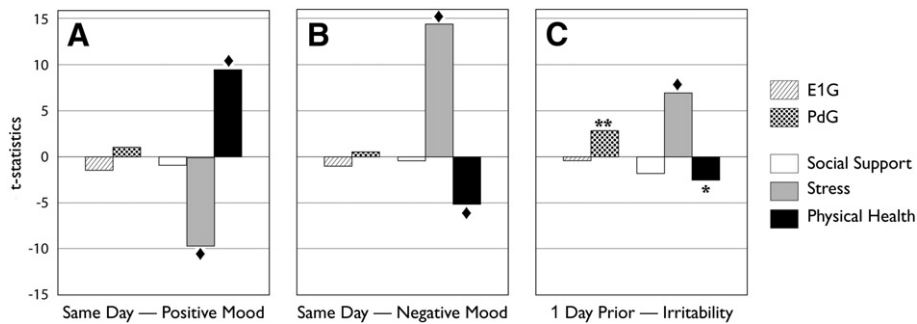 A
B
C
t-statistics
15
10
5
0
-5
-10
-15
**
*
Same Day — Positive Mood
Same Day — Negative Mood
1 Day Prior — Irritability
E1G
PdG
Social Support
Stress
Physical Health